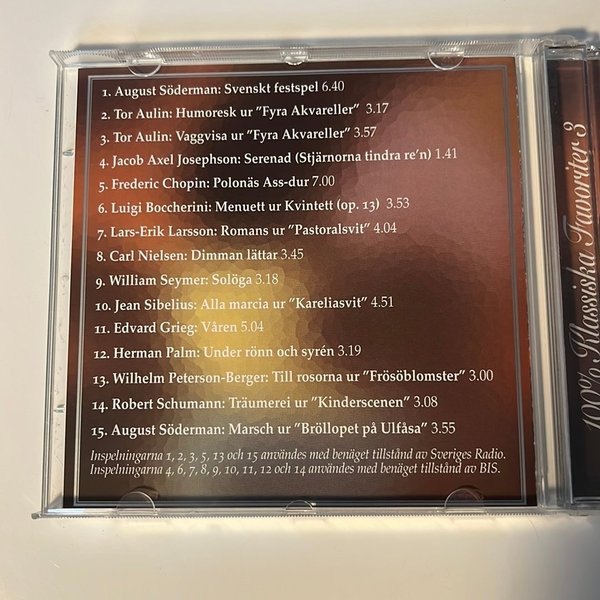 1. August Söderman: Svenskt festspel 6.40
2. Tor Aulin: Humoresk ur ”Fyra Akvareller” 3.17
3. Tor Aulin: Vaggvisa ur ”Fyra Akvareller” 3.57
4. Jacob Axel Josephson: Serenad (Stjärnorna tindra re’n) 1.41
5. Frederic Chopin: Polonäs Ass-dur 7.00
6. Luigi Boccherini: Menuett ur Kvintett (op. 13) 3.53
7. Lars-Erik Larsson: Romans ur ”Pastoralsvit” 4.04
8. Carl Nielsen: Dimman lättar 3.45
9. William Seymer: Solöga 3.18
10. Jean Sibelius: Alla marcia ur ”Kareliasvit” 4.51
11. Edvard Grieg: Våren 5.04
12. Herman Palm: Under rönn och syrén 3.19
13. Wilhelm Peterson-Berger: Till rosorna ur ”Frösöblomster” 3.00
14. Robert Schumann: Träumerei ur ”Kinderscenen” 3.08
15. August Söderman: Marsch ur ”Bröllopet på Ulfåsa” 3.55
Inspelningarna 1, 2, 3, 5, 13 och 15 användes med benäget tillstånd av Sveriges Radio.
Inspelningarna 4, 6, 7, 8, 9, 10, 11, 12 och 14 användes med benäget tillstånd av BIS.
100% Klassiska Favoriter 3